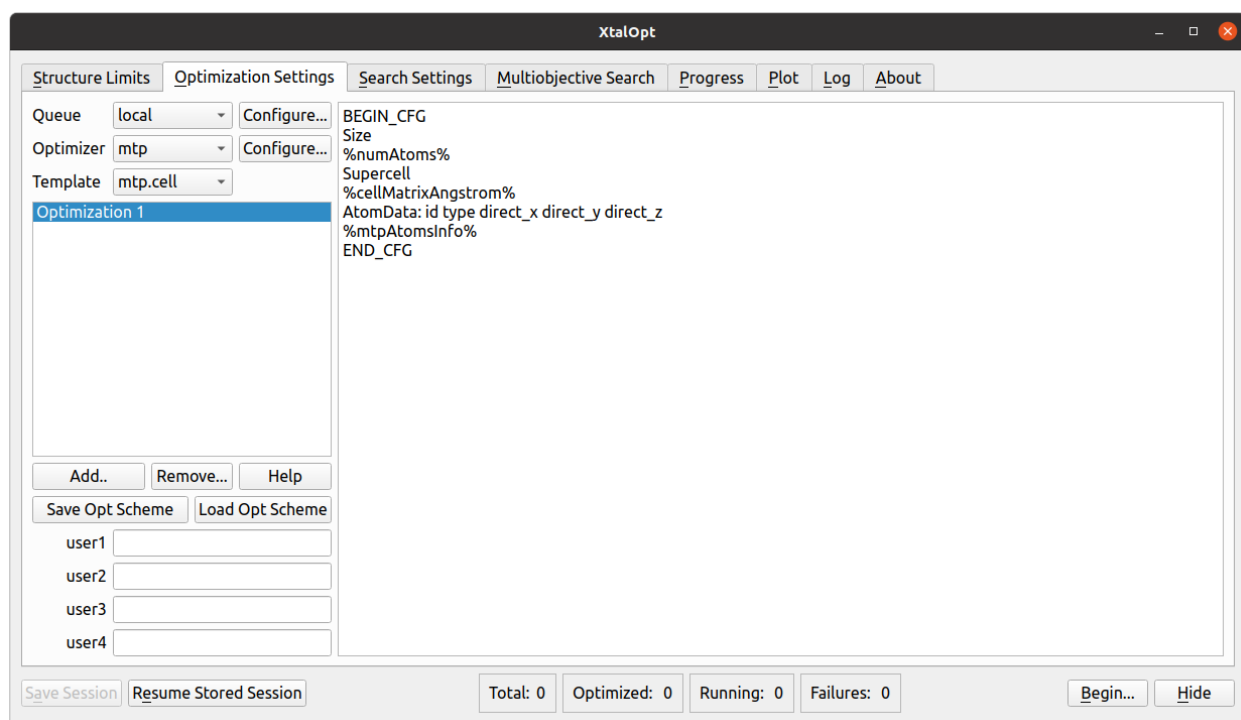 XtalOpt
Structure Limits Optimization Settings Search Settings Multiobjective Search Progress Plot Log About
Queue local Configure...
Optimizer mtp Configure...
Template mtp.cell
Optimization 1
Add.. Remove... Help
Save Opt Scheme Load Opt Scheme
user1
user2
user3
user4
BEGIN_CFG
Size
%numAtoms%
Supercell
%cellMatrixAngstrom%
AtomData: id type direct_x direct_y direct_z
%mtpAtomsInfo%
END_CFG
Save Session Resume Stored Session Total: 0 Optimized: 0 Running: 0 Failures: 0 Begin... Hide